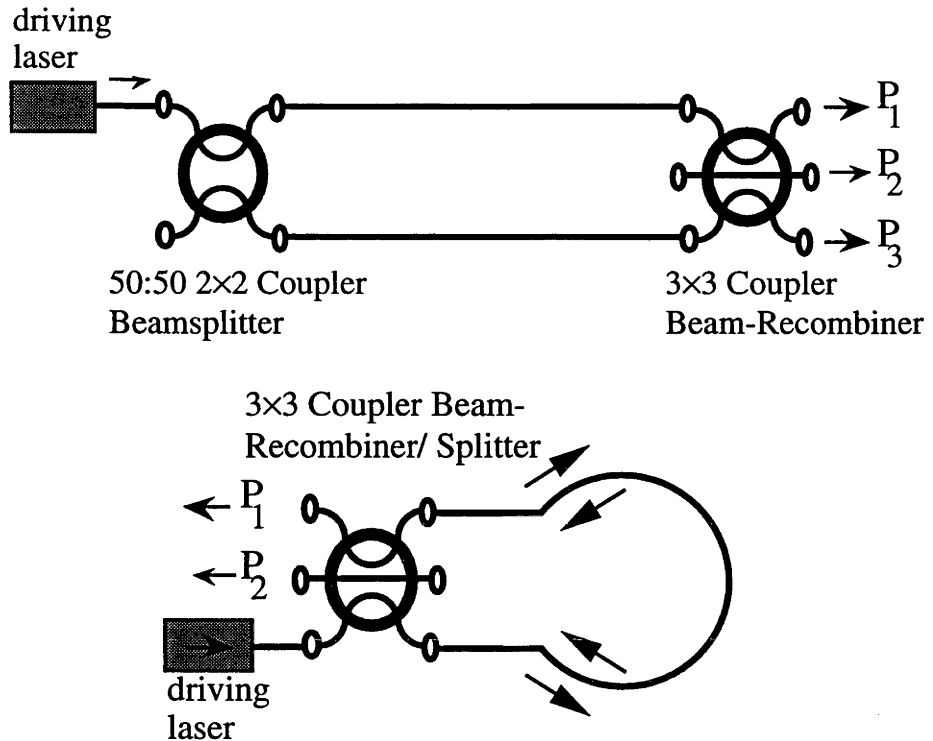 driving
laser
P1
P2
P3
50:50 2×2 Coupler
Beamsplitter
3×3 Coupler
Beam-Recombiner
3×3 Coupler Beam-
Recombiner/ Splitter
P1
P2
driving
laser